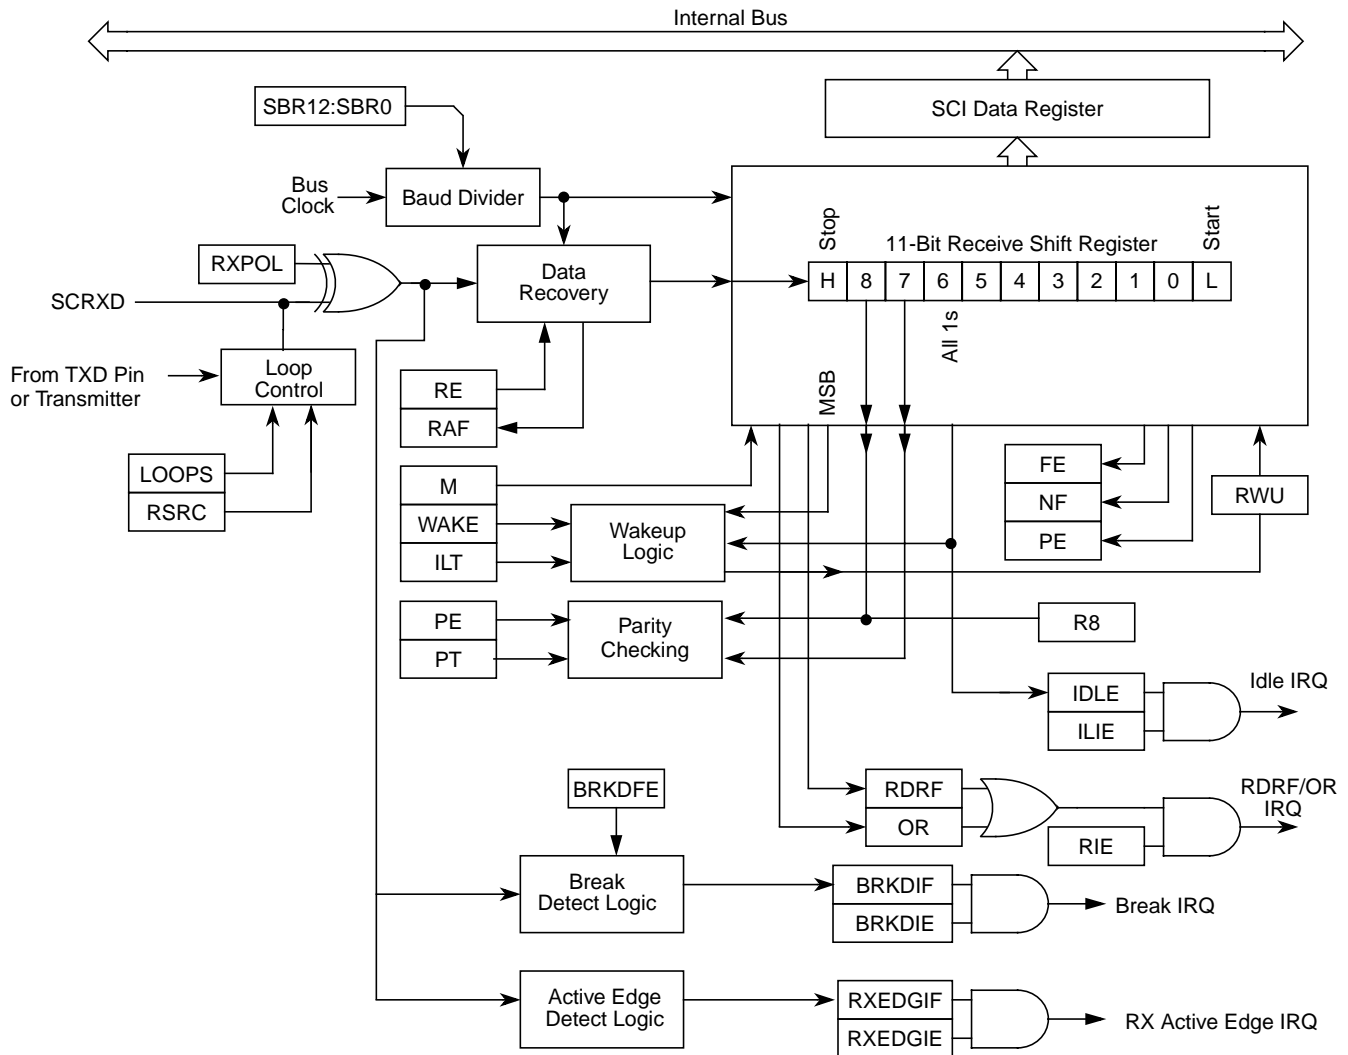 Internal Bus
SBR12:SBR0
SCI Data Register
Bus
Clock
Baud Divider
Stop
Start
11-Bit Receive Shift Register
RXPOL
Data
Recovery
H 8 7 6 5 4 3 2 1 0 L
SCRXD
All 1s
From TXD Pin
or Transmitter
Loop
Control
RE
RAF
MSB
LOOPS
RSRC
M
WAKE
ILT
Wakeup
Logic
FE
NF
PE
RWU
PE
PT
Parity
Checking
R8
IDLE
ILIE
Idle IRQ
BRKDFE
RDRF
OR
RIE
RDRF/OR
IRQ
Break
Detect Logic
BRKDIF
BRKDIE
Break IRQ
Active Edge
Detect Logic
RXEDGIF
RXEDGIE
RX Active Edge IRQ